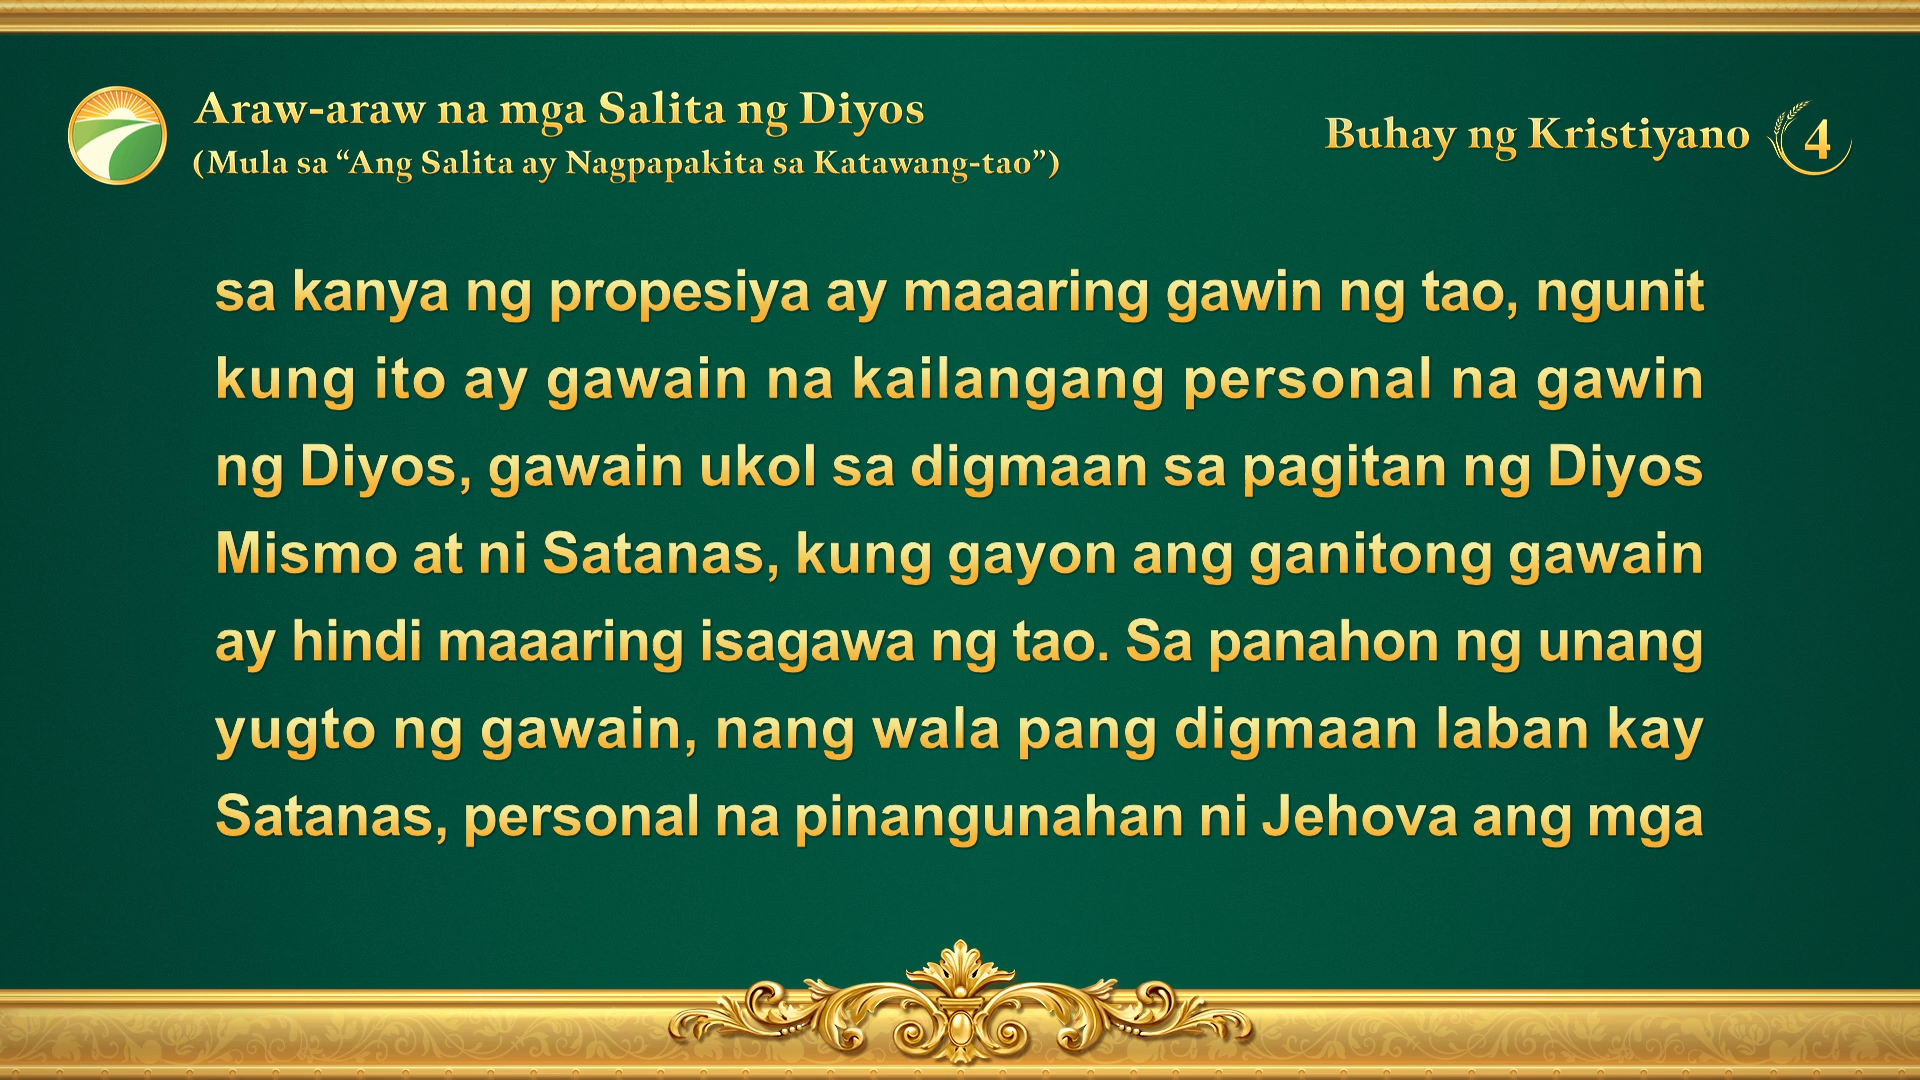 Araw-araw na mga Salita ng Diyos
(Mula sa “Ang Salita ay Nagpapakita sa Katawang-tao”)
Buhay ng Kristiyano 4
sa kanya ng propesiya ay maaaring gawin ng tao, ngunit
kung ito ay gawain na kailangang personal na gawin
ng Diyos, gawain ukol sa digmaan sa pagitan ng Diyos
Mismo at ni Satanas, kung gayon ang ganitong gawain
ay hindi maaaring isagawa ng tao. Sa panahon ng unang
yugto ng gawain, nang wala pang digmaan laban kay
Satanas, personal na pinangunahan ni Jehova ang mga